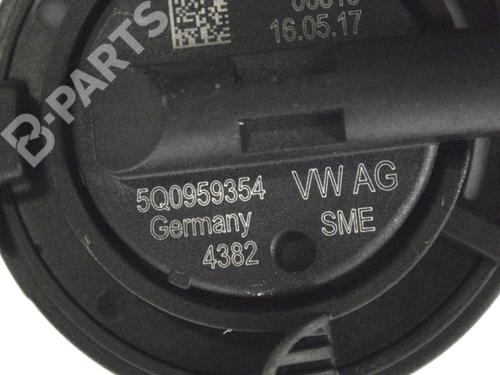 16.05.17
B-PARTS
5Q0959354 VW AG
Germany SME
4382